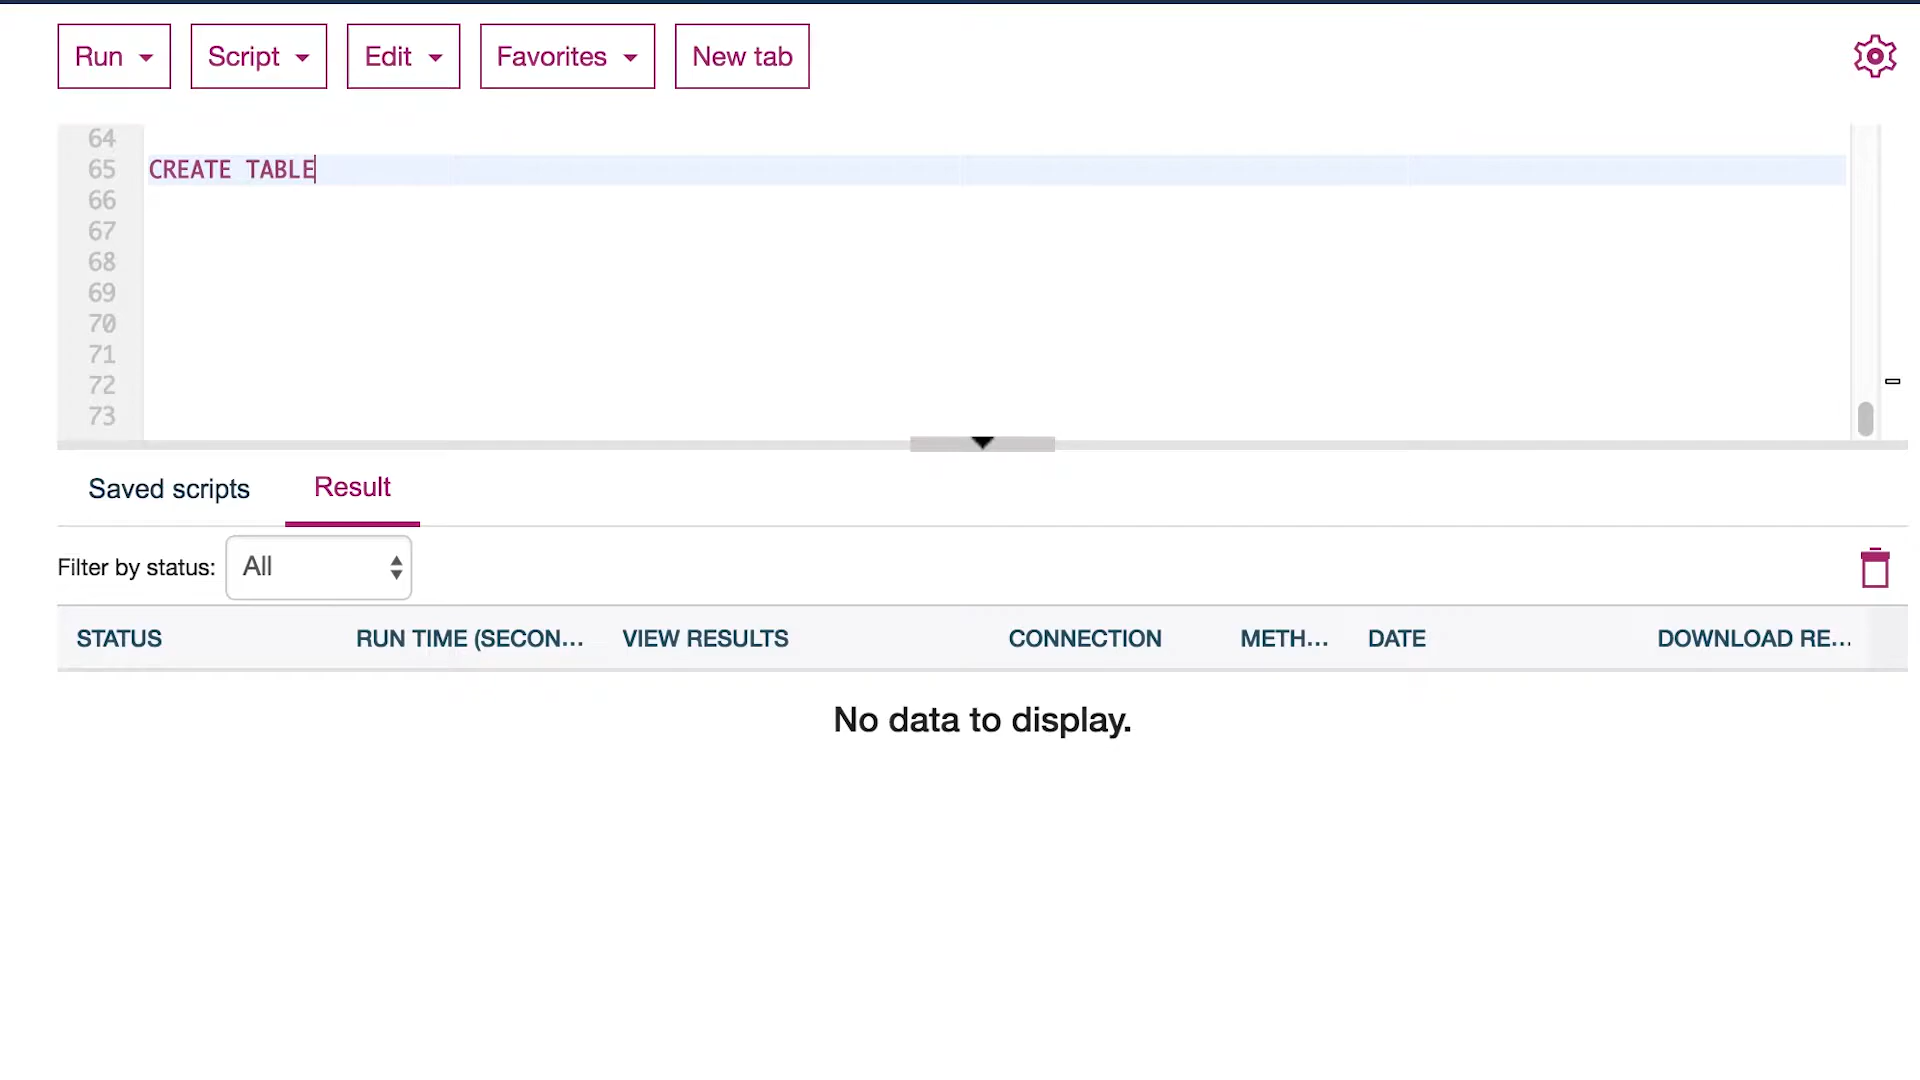 Run Script Edit Favorites New tab
64
65 CREATE TABLE
66
67
68
69
70
71
72
73
Saved scripts Result
Filter by status: All
STATUS RUN TIME (SECON... VIEW RESULTS CONNECTION METH... DATE DOWNLOAD RE...
No data to display.